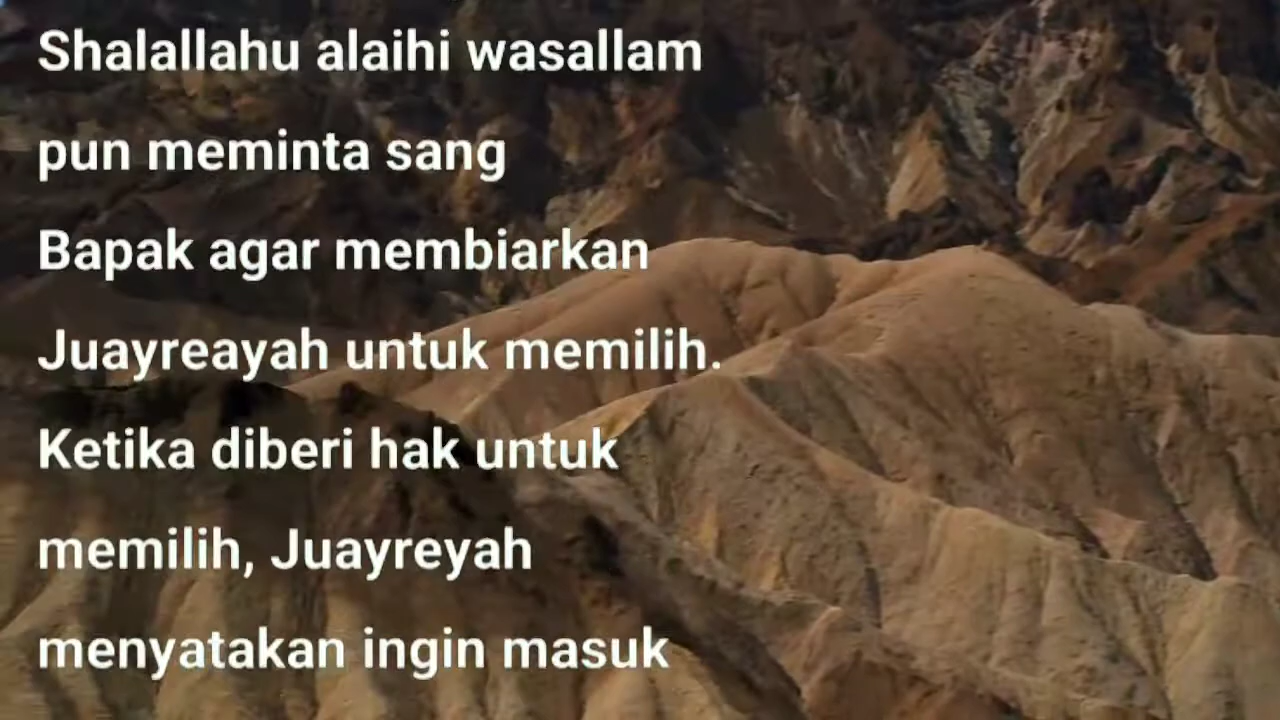 Shalallahu alaihi wasallam
pun meminta sang
Bapak agar membiarkan
Juayreayah untuk memilih.
Ketika diberi hak untuk
memilih, Juayreyah
menyatakan ingin masuk